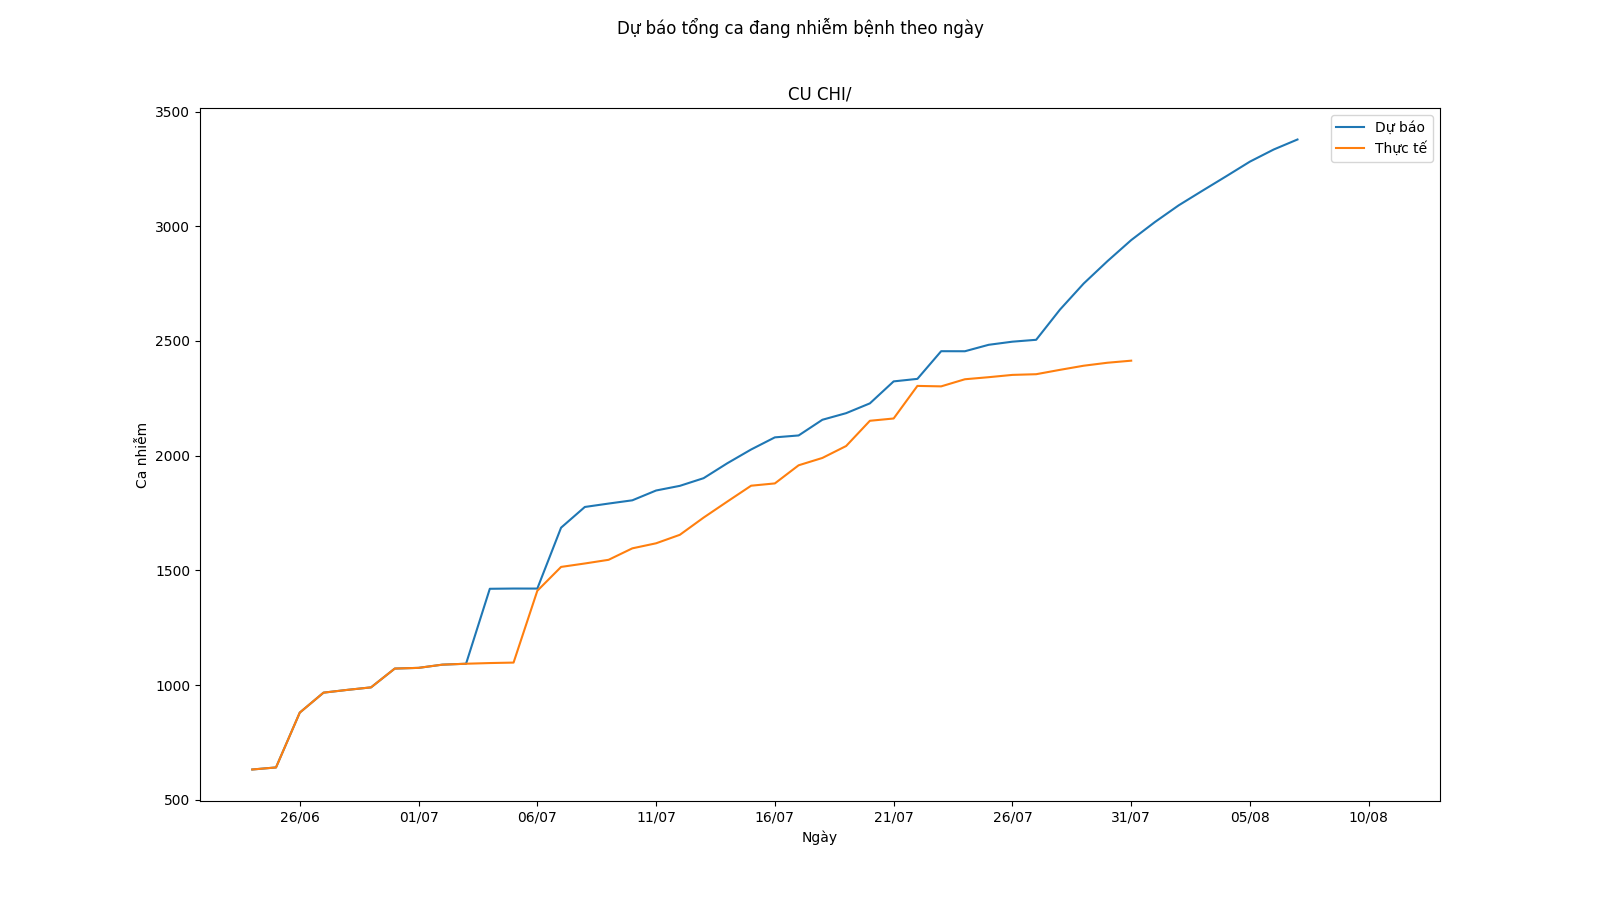 Dự báo tổng ca đang nhiễm bệnh theo ngày
CU CHI/
3500
3000
2500
2000
1500
1000
500
Ca nhiễm
Dự báo
Thực tế
26/06
01/07
06/07
11/07
16/07
21/07
26/07
31/07
05/08
10/08
Ngày